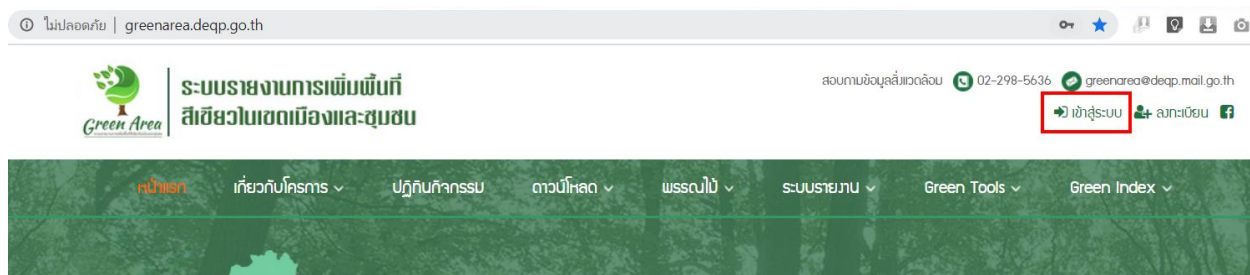 ไม่ปลอดภัย | greenarea.deqp.go.th
สอบถามข้อมูลสิ่งแวดล้อม 02-298-5636 greenarea@deqp.mail.go.th
เข้าสู่ระบบ ลงทะเบียน
Green Area
ระบบรายงานการเพิ่มพื้นที่
สีเขียวในเขตเมืองและชุมชน
หน้าแรก เกี่ยวกับโครงการ ปฏิทินกิจกรรม ดาวน์โหลด พรรณไม้ ระบบรายงาน Green Tools Green Index